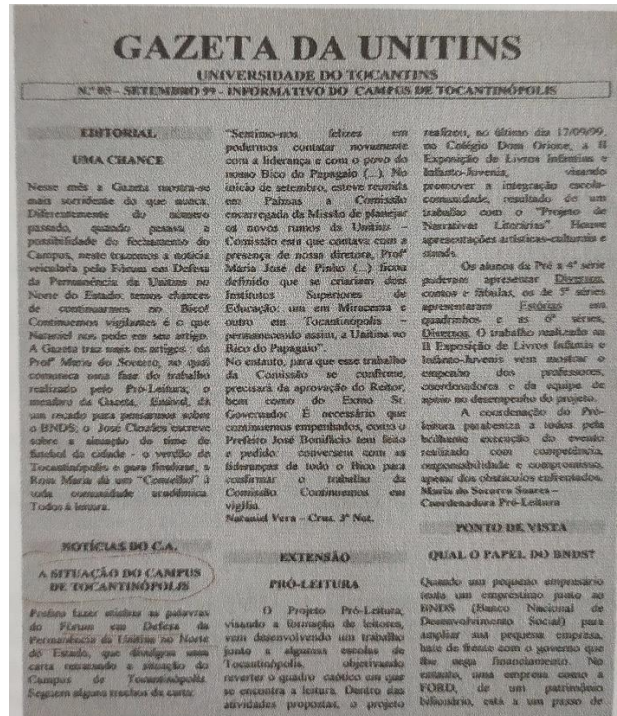 GAZETA DA UNITINS
UNIVERSIDADE DO TOCANTINS
N.º 05 - SETEMBRO 99 - INFORMATIVO DO CAMPUS DE TOCANTINÓPOLIS
EDITORIAL
UMA CHANCE
Nesse mês a Gazeta mostra-se
mais sorridente do que nunca.
Diferentemente do número
passado, quando pesava a
possibilidade do fechamento do
Campus, neste trazemos a notícia
veiculada pelo Fórum em Defesa
da Permanência da Unitins no
Norte do Estado: temos chances
de continuarmos no Bico!
Continuemos vigilantes é o que
Nataniel nos pede em seu artigo.
A Gazeta traz mais os artigos: da
Profª Maria do Socorro, no qual
comunica uma fase do trabalho
realizado pelo Pró-Leitura; o
da Gazeta, dá
um recado para pensarmos sobre
o BNDS; o José Charles escreve
sobre a situação do time de
futebol da cidade - o verdão de
Tocantinópolis e para finalizar, a
Rosa Maria dá um "Conselho" à
toda comunidade acadêmica.
Todos à leitura.
NOTÍCIAS DO C.A.
A SITUAÇÃO DO CAMPUS
DE TOCANTINÓPOLIS
Prefiro fazer minhas as palavras
do Fórum em Defesa da
Permanência da Unitins no Norte
do Estado, que divulgou uma
carta retratando a situação do
Campus de Tocantinópolis.
Seguem alguns trechos da carta:
"Sentimo-nos felizes em
podermos contatar novamente
com a liderança e com o povo do
nosso Bico do Papagaio (...). No
início de setembro, esteve reunida
em Palmas a Comissão
encarregada da Missão de planejar
os novos rumos da Unitins -
Comissão esta que contava com a
presença de nossa diretora, Profª
Maria José de Pinho (...) ficou
definido que se criariam dois
Institutos Superiores de
Educação: um em Miracema e
outro em Tocantinópolis -
permanecendo assim, a Unitins no
Bico do Papagaio".
No entanto, para que esse trabalho
da Comissão se confirme,
precisará da aprovação do Reitor,
bem como do Exmo Sr.
Governador. É necessário que
continuemos empenhados, como o
Prefeito José Bonifácio tem feito
e pedido: conversem com as
lideranças de todo o Bico para
confirmar o trabalho da
Comissão. Continuemos em
vigília.
Nataniel Vera - Crus. 3º Not.
EXTENSÃO
PRÓ-LEITURA
O Projeto Pró-Leitura,
visando a formação de leitores,
vem desenvolvendo um trabalho
junto a algumas escolas de
Tocantinópolis, objetivando
reverter o quadro caótico em que
se encontra a leitura. Dentro das
atividades propostas, o projeto
realizou, no último dia 17/09/99,
no Colégio Dom Orione, a II
Exposição de Livros Infantis e
Infanto-Juvenis, visando
promover a integração escola-
comunidade, resultado de um
trabalho com o "Projeto de
Narrativas Literárias" Houve
apresentações artísticas-culturais e
stands.
Os alunos da Pré a 4ª série
puderam apresentar Diversos
contos e fábulas, os de 5ª séries
apresentaram Estórias em
quadrinhos e as 6ª séries,
Diversos. O trabalho realizado na
II Exposição de Livros Infantis e
Infanto-Juvenis vem mostrar o
empenho dos professores,
coordenadores e da equipe de
apoio no desempenho do projeto.
A coordenação do Pró-
leitura parabeniza a todos pela
brilhante execução do evento
realizado com competência,
responsabilidade e compromisso,
apesar dos obstáculos enfrentados.
Maria do Socorro Soares -
Coordenadora Pró-Leitura
PONTO DE VISTA
QUAL O PAPEL DO BNDS?
Quando um pequeno empresário
tenta um empréstimo junto ao
BNDS (Banco Nacional de
Desenvolvimento Social) para
ampliar sua pequena empresa,
bate de frente com o governo que
lhe nega financiamento. No
entanto, uma empresa como a
FORD, de um patrimônio
bilionário, está a um passo de